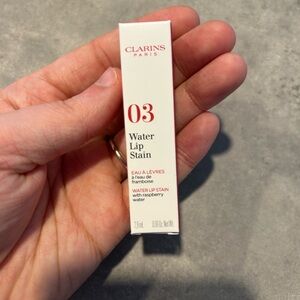 CLARINS
PARIS
03
Water
Lip
Stain
EAU À LÈVRES
à l'eau de
framboise
WATER LIP STAIN
with raspberry
water